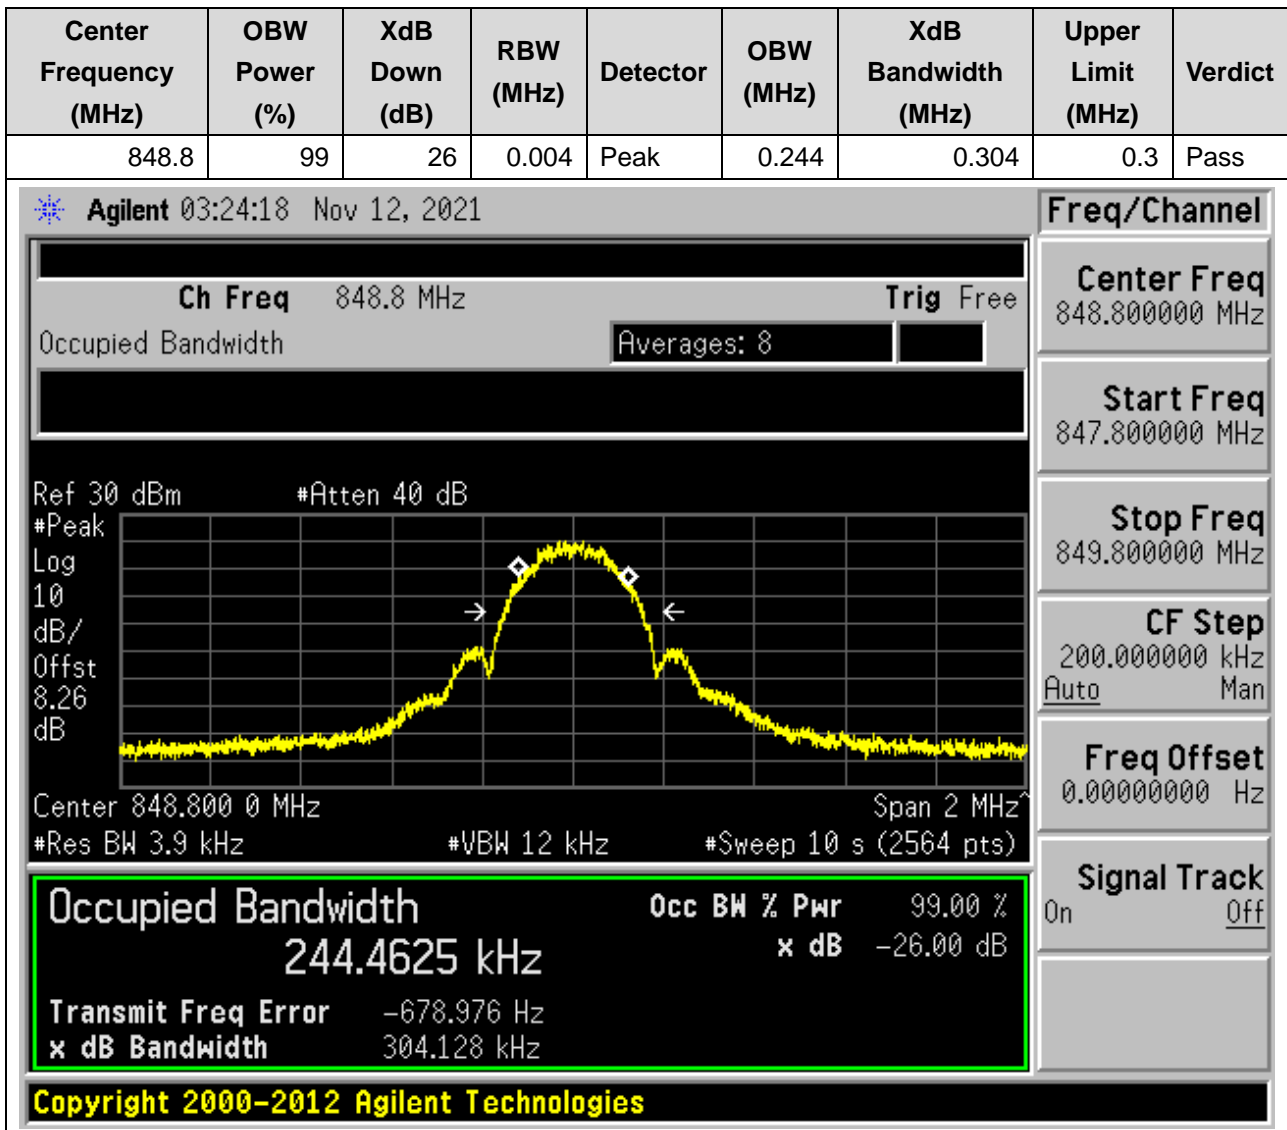 Center Frequency (MHz) OBW Power (%) XdB Down (dB) RBW (MHz) Detector OBW (MHz) XdB Bandwidth (MHz) Upper Limit (MHz) Verdict
848.8 99 26 0.004 Peak 0.244 0.304 0.3 Pass
Agilent 03:24:18 Nov 12, 2021
Ch Freq 848.8 MHz Trig Free
Occupied Bandwidth Averages: 8
Ref 30 dBm #Atten 40 dB
#Peak
Log
10
dB/
Offst
8.26
dB
Center 848.800 0 MHz Span 2 MHz^
#Res BW 3.9 kHz #VBW 12 kHz #Sweep 10 s (2564 pts)
Occupied Bandwidth Occ BW % Pwr 99.00 %
244.4625 kHz x dB -26.00 dB
Transmit Freq Error -678.976 Hz
x dB Bandwidth 304.128 kHz
Copyright 2000-2012 Agilent Technologies
Freq/Channel
Center Freq
848.800000 MHz
Start Freq
847.800000 MHz
Stop Freq
849.800000 MHz
CF Step
200.000000 kHz
Auto Man
Freq Offset
0.00000000 Hz
Signal Track
On Off